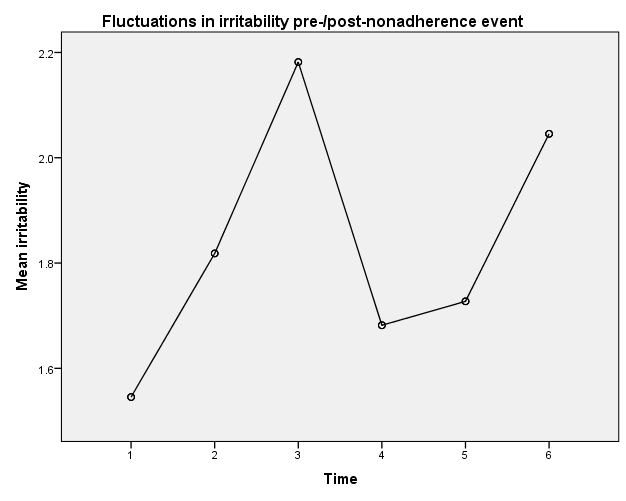 Fluctuations in irritability pre-/post-nonadherence event
2.2
2.0
1.8
1.6
Mean irritability
1 2 3 4 5 6
Time